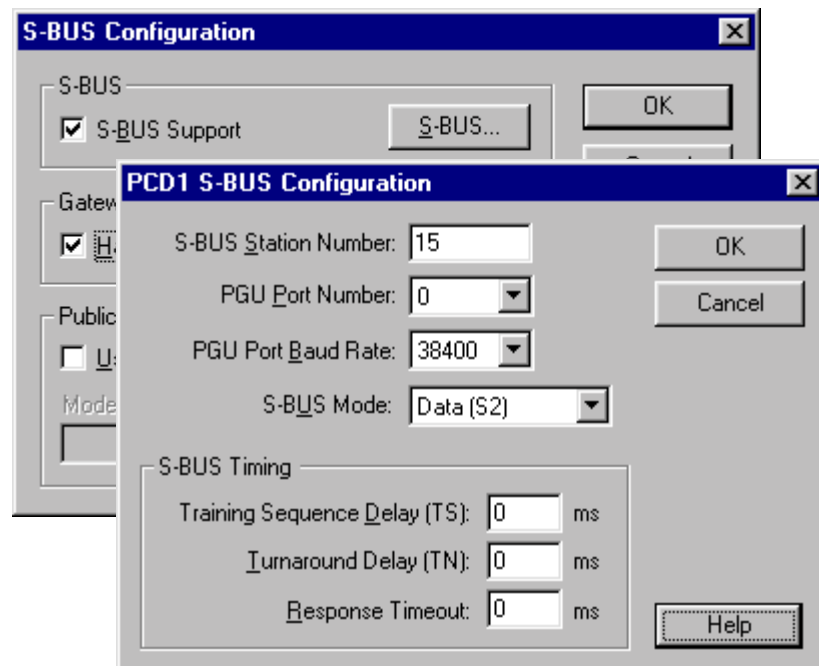 S-BUS Configuration
S-BUS
S-BUS Support
S-BUS...
OK
PCD1 S-BUS Configuration
S-BUS Station Number: 15
OK
PGU Port Number: 0
Cancel
PGU Port Baud Rate: 38400
S-BUS Mode: Data (S2)
S-BUS Timing
Training Sequence Delay (TS): 0 ms
Turnaround Delay (TN): 0 ms
Response Timeout: 0 ms
Help